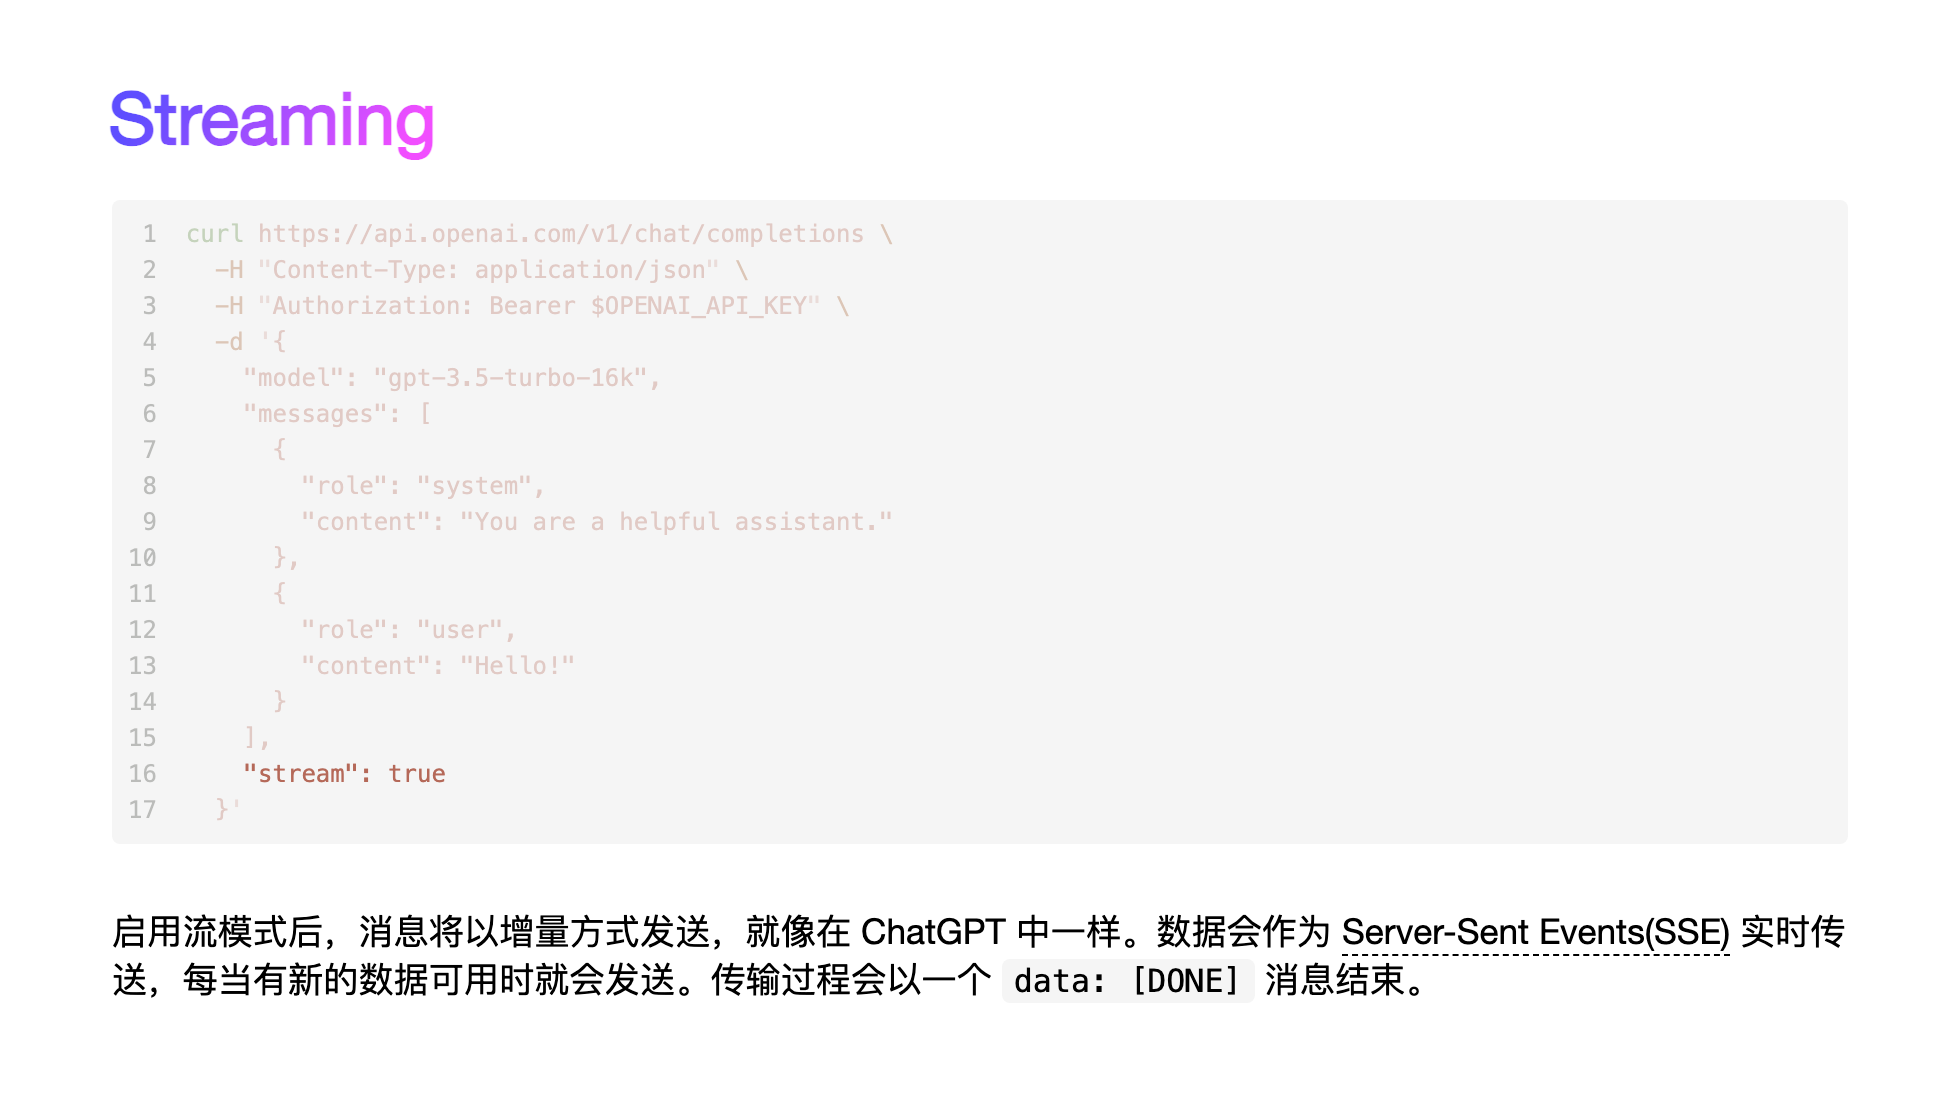 Streaming
1 curl https://api.openai.com/v1/chat/completions \
2   -H "Content-Type: application/json" \
3   -H "Authorization: Bearer $OPENAI_API_KEY" \
4   -d '{
5     "model": "gpt-3.5-turbo-16k",
6     "messages": [
7       {
8         "role": "system",
9         "content": "You are a helpful assistant."
10       },
11       {
12         "role": "user",
13         "content": "Hello!"
14       }
15     ],
16     "stream": true
17   }'
启用流模式后，消息将以增量方式发送，就像在 ChatGPT 中一样。数据会作为 Server-Sent Events(SSE) 实时传
送，每当有新的数据可用时就会发送。传输过程会以一个 data: [DONE] 消息结束。